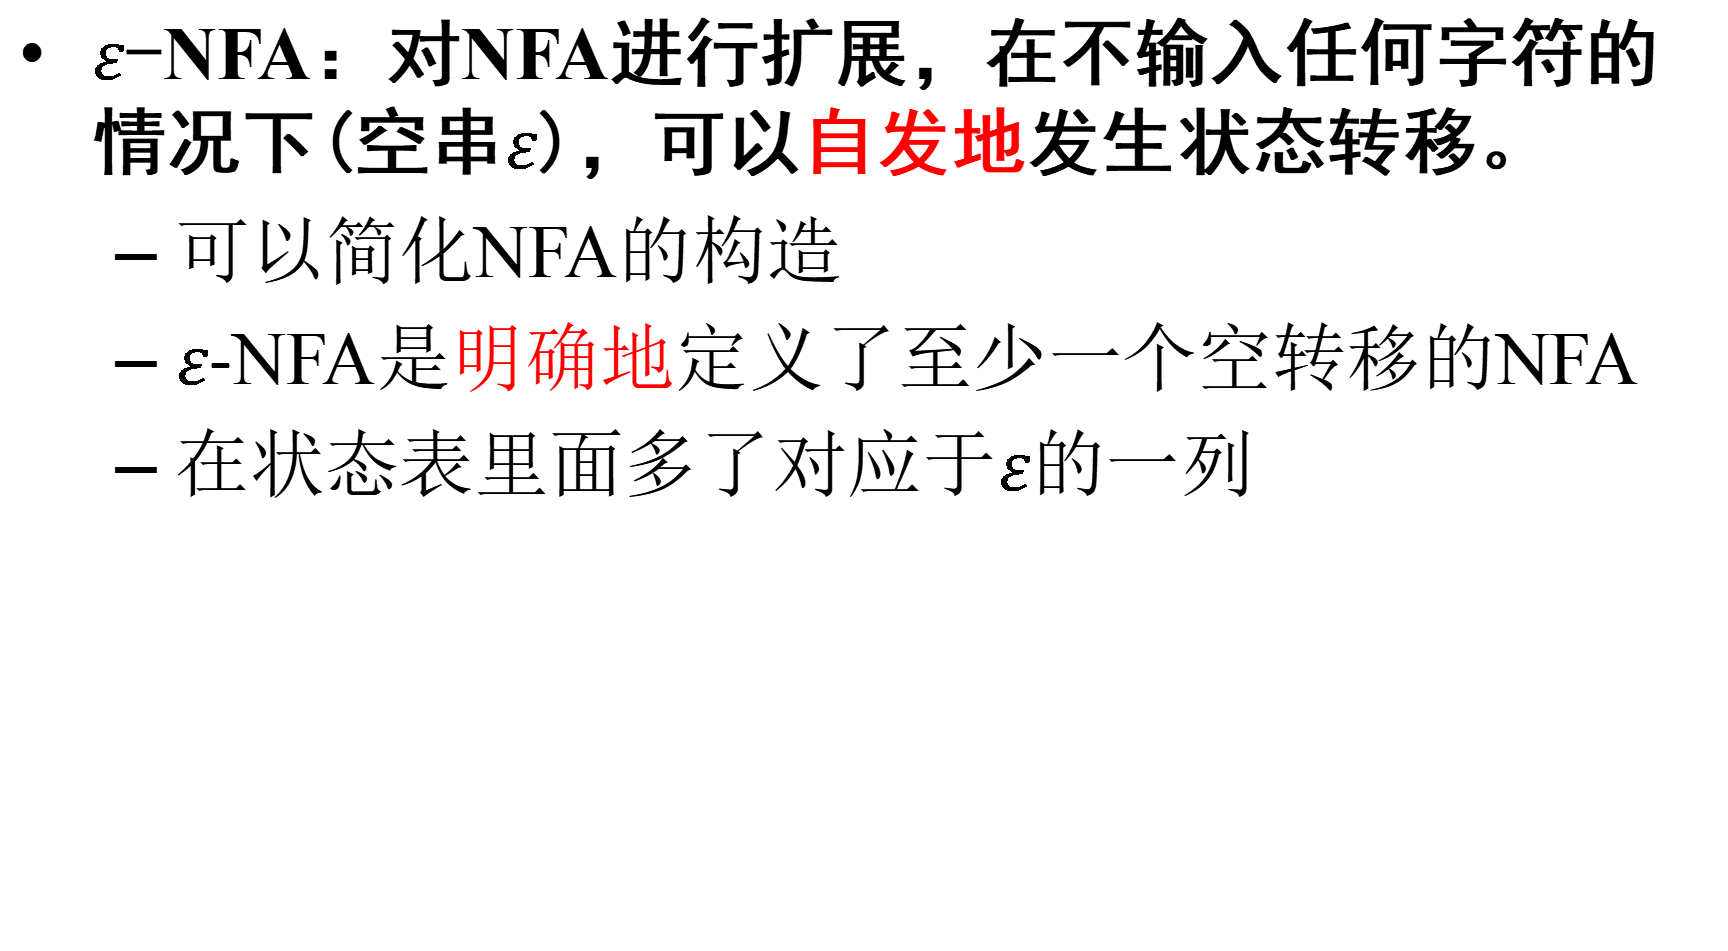 • ε−NFA：对NFA进行扩展，在不输入任何字符的
情况下(空串ε)，可以自发地发生状态转移。
– 可以简化NFA的构造
– ε-NFA是明确地定义了至少一个空转移的NFA
– 在状态表里面多了对应于ε的一列